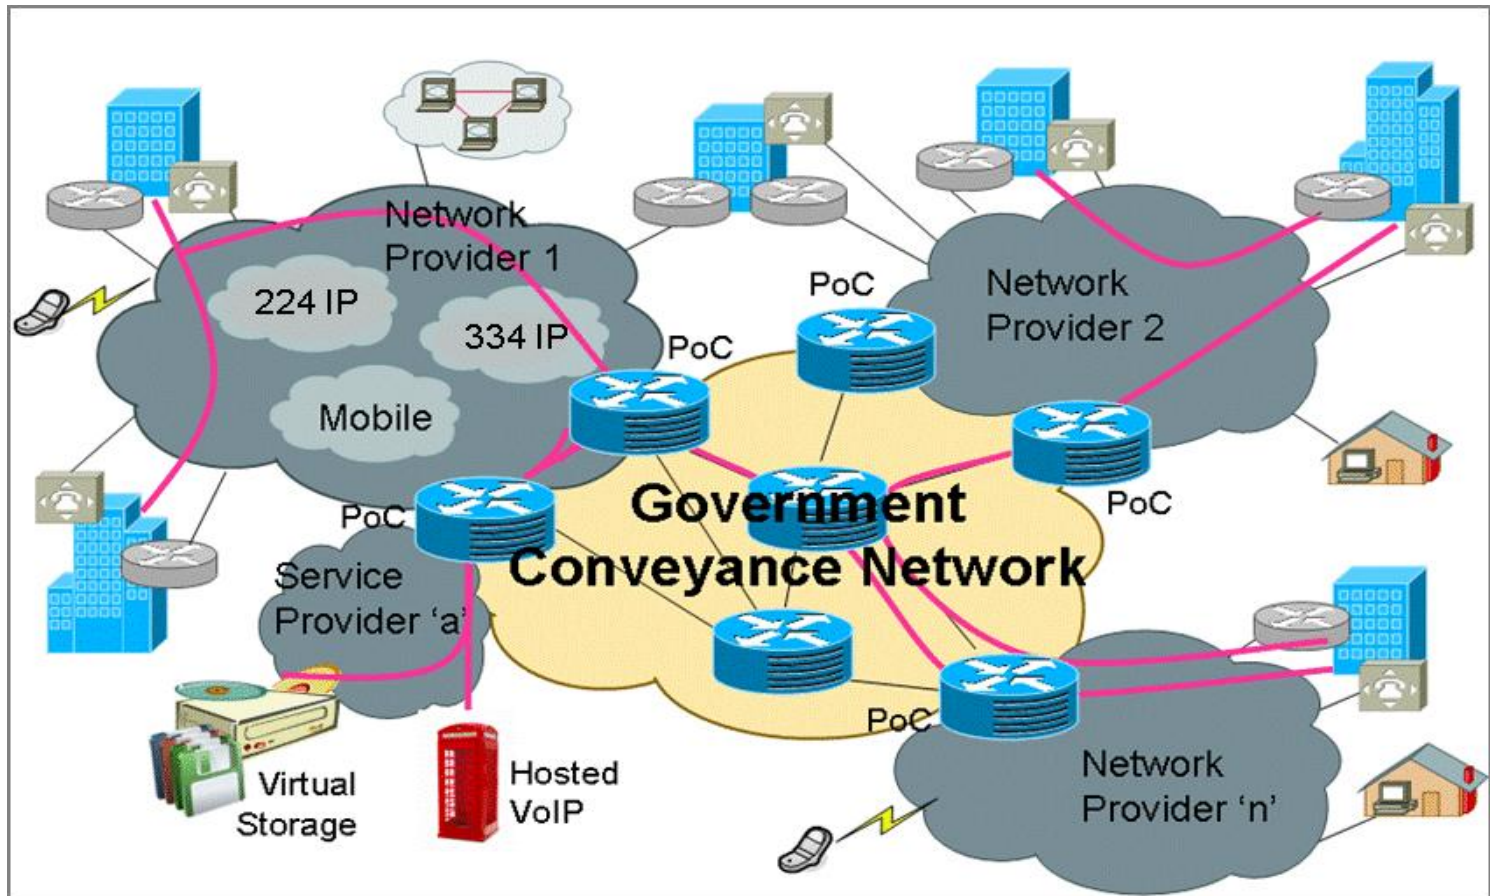 Network
Provider 1
224 IP
334 IP
Mobile
PoC
PoC
Network
Provider 2
PoC
PoC
Government
Conveyance Network
Service
Provider 'a'
PoC
Network
Provider 'n'
Virtual
Storage
Hosted
VoIP